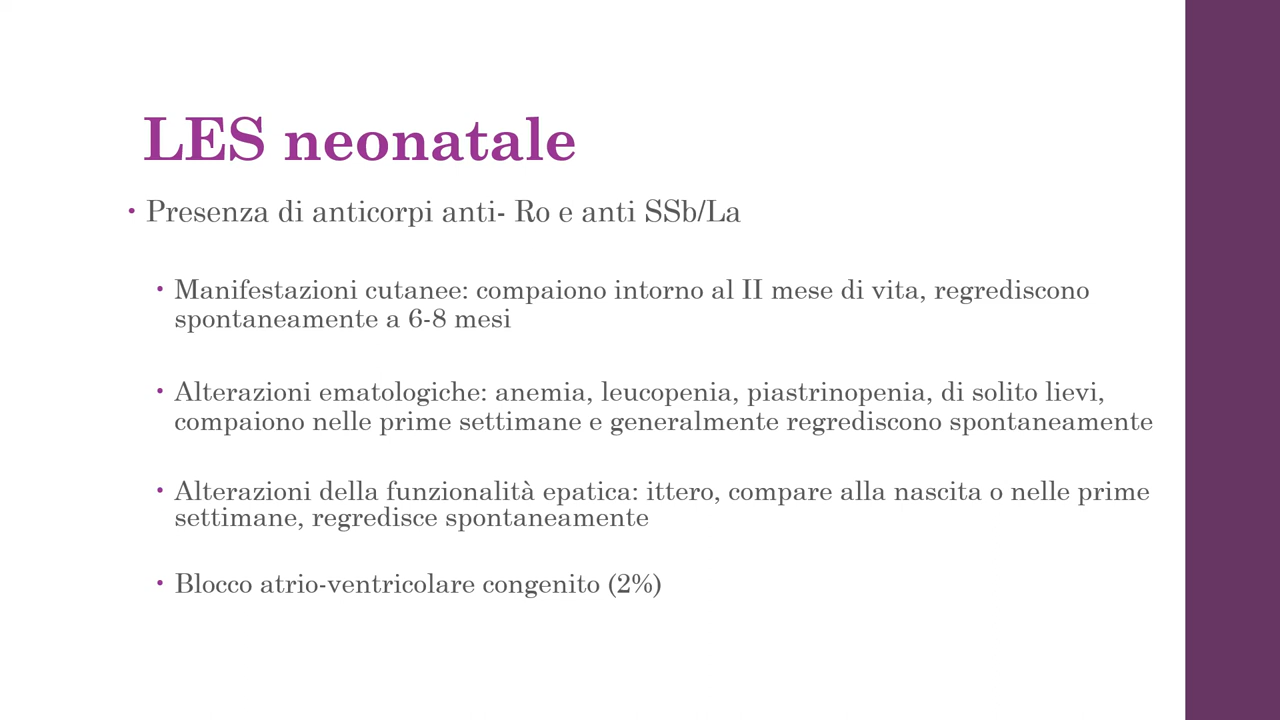 LES neonatale
• Presenza di anticorpi anti- Ro e anti SSb/La
• Manifestazioni cutanee: compaiono intorno al II mese di vita, regrediscono
spontaneamente a 6-8 mesi
• Alterazioni ematologiche: anemia, leucopenia, piastrinopenia, di solito lievi,
compaiono nelle prime settimane e generalmente regrediscono spontaneamente
• Alterazioni della funzionalità epatica: ittero, compare alla nascita o nelle prime
settimane, regredisce spontaneamente
• Blocco atrio-ventricolare congenito (2%)